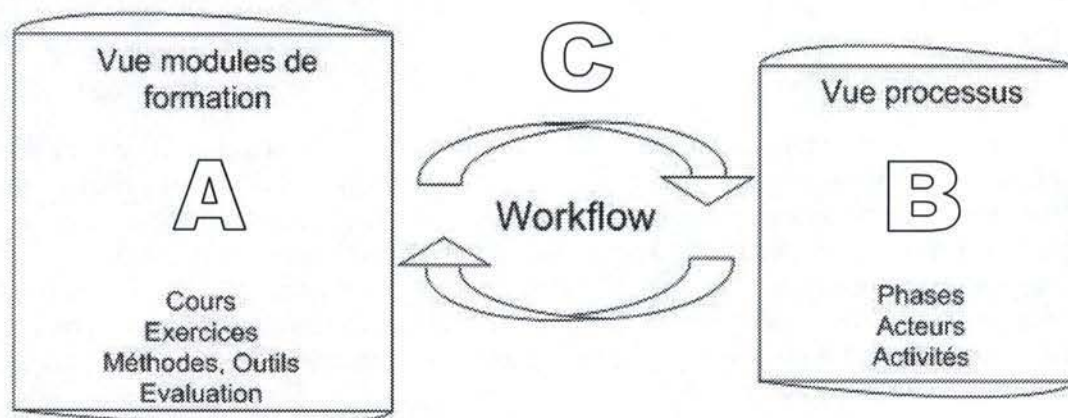 Vue modules de
formation
A
Cours
Exercices
Méthodes, Outils
Evaluation
C
Workflow
Vue processus
B
Phases
Acteurs
Activités